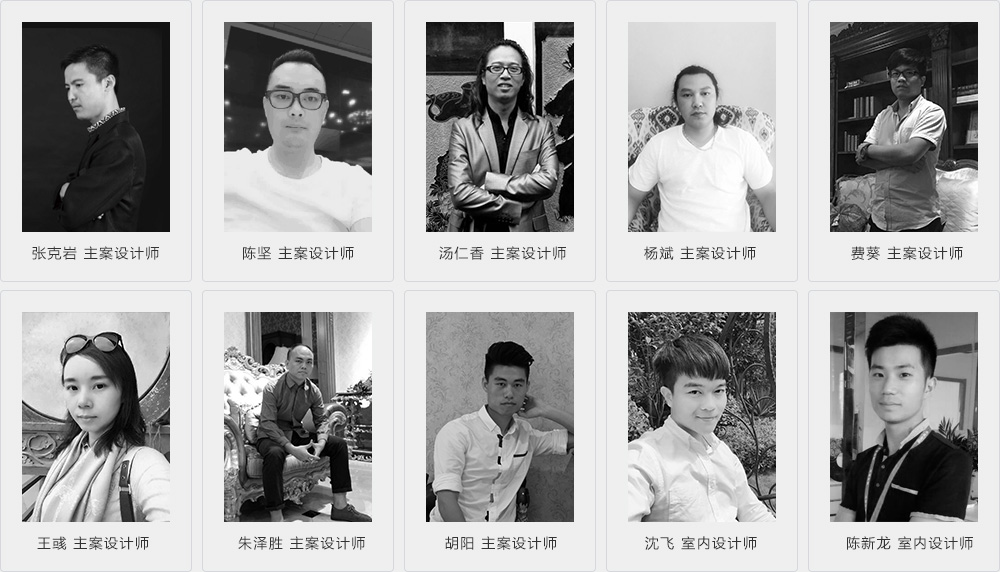 张克岩 主案设计师
陈坚 主案设计师
汤仁香 主案设计师
杨斌 主案设计师
费葵 主案设计师
王彧 主案设计师
朱泽胜 主案设计师
胡阳 主案设计师
沈飞 室内设计师
陈新龙 室内设计师